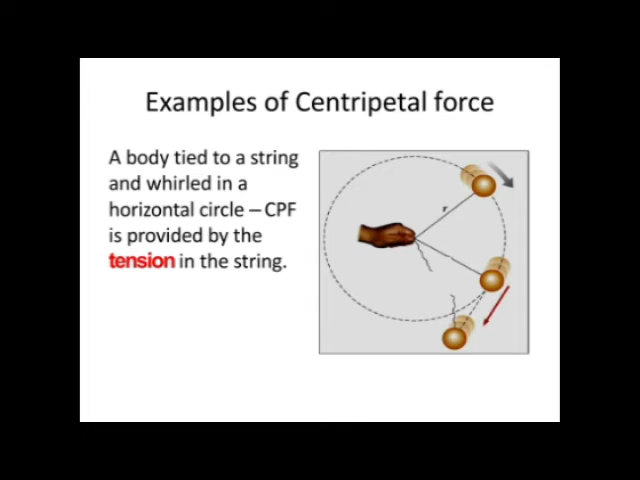 Examples of Centripetal force
A body tied to a string
and whirled in a
horizontal circle – CPF
is provided by the
tension in the string.
r